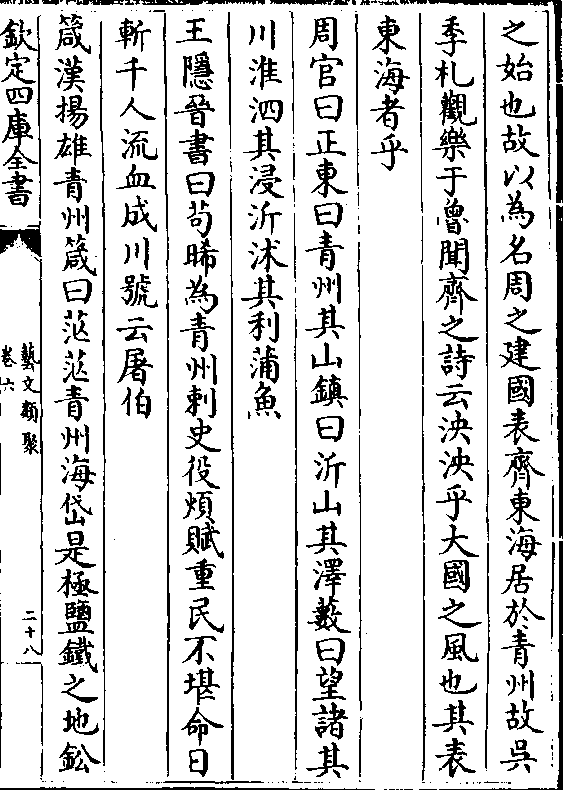 之始也故以為名周之建國表齊東海居於青州故吳
季札觀樂于魯聞齊之詩云泱泱乎大國之風也其表
東海者乎
周官曰正東曰青州其山鎮曰沂山其澤藪曰望諸其
川淮泗其浸沂沭其利蒲魚
王隱晉書曰苟晞為青州刺史役煩賦重民不堪命日
斬千人流血成川號云屠伯
箴漢揚雄青州箴曰茫茫青州海岱是極鹽鐵之地鈆
欽定四庫全書
藝文類聚
卷六
二十八